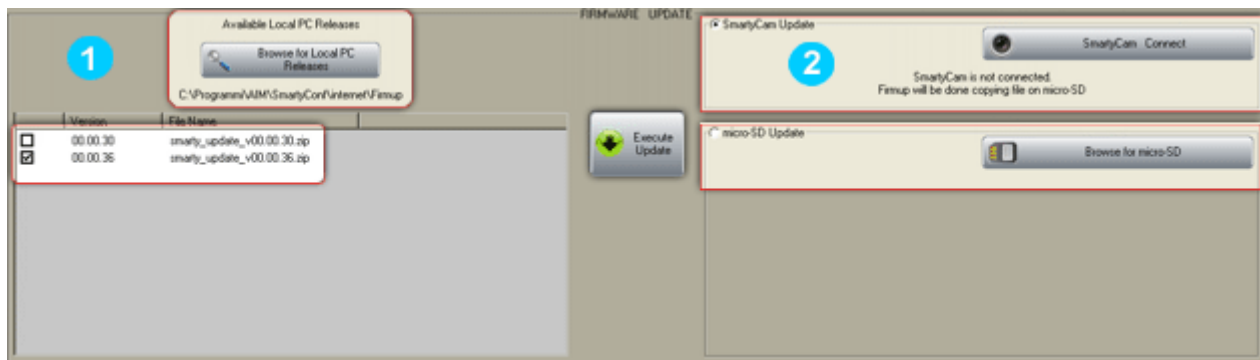 FIRMWARE UPDATE
1
Available Local PC Releases
Browse for Local PC
Releases
C:\Programmi\AIM\SmartyConf\internet\Firmup
Version File Name
00.00.30 smarty_update_v00.00.30.zip
00.00.36 smarty_update_v00.00.36.zip
Execute
Update
SmartyCam Update
2
SmartyCam Connect
SmartyCam is not connected.
Firmup will be done copying file on micro-SD
micro-SD Update
Browse for micro-SD